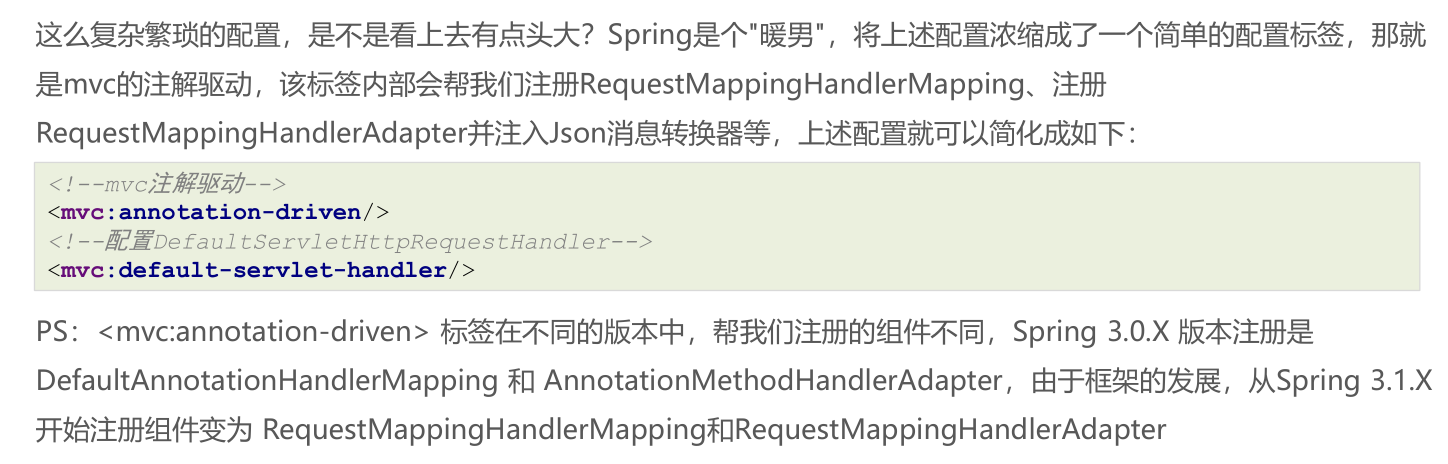 这么复杂繁琐的配置，是不是看上去有点头大？Spring是个"暖男"，将上述配置浓缩成了一个简单的配置标签，那就
是mvc的注解驱动，该标签内部会帮我们注册RequestMappingHandlerMapping、注册
RequestMappingHandlerAdapter并注入Json消息转换器等，上述配置就可以简化成如下：
<!--mvc注解驱动-->
<mvc:annotation-driven/>
<!--配置DefaultServletHttpRequestHandler-->
<mvc:default-servlet-handler/>
PS：<mvc:annotation-driven> 标签在不同的版本中，帮我们注册的组件不同，Spring 3.0.X 版本注册是
DefaultAnnotationHandlerMapping 和 AnnotationMethodHandlerAdapter，由于框架的发展，从Spring 3.1.X
开始注册组件变为 RequestMappingHandlerMapping和RequestMappingHandlerAdapter